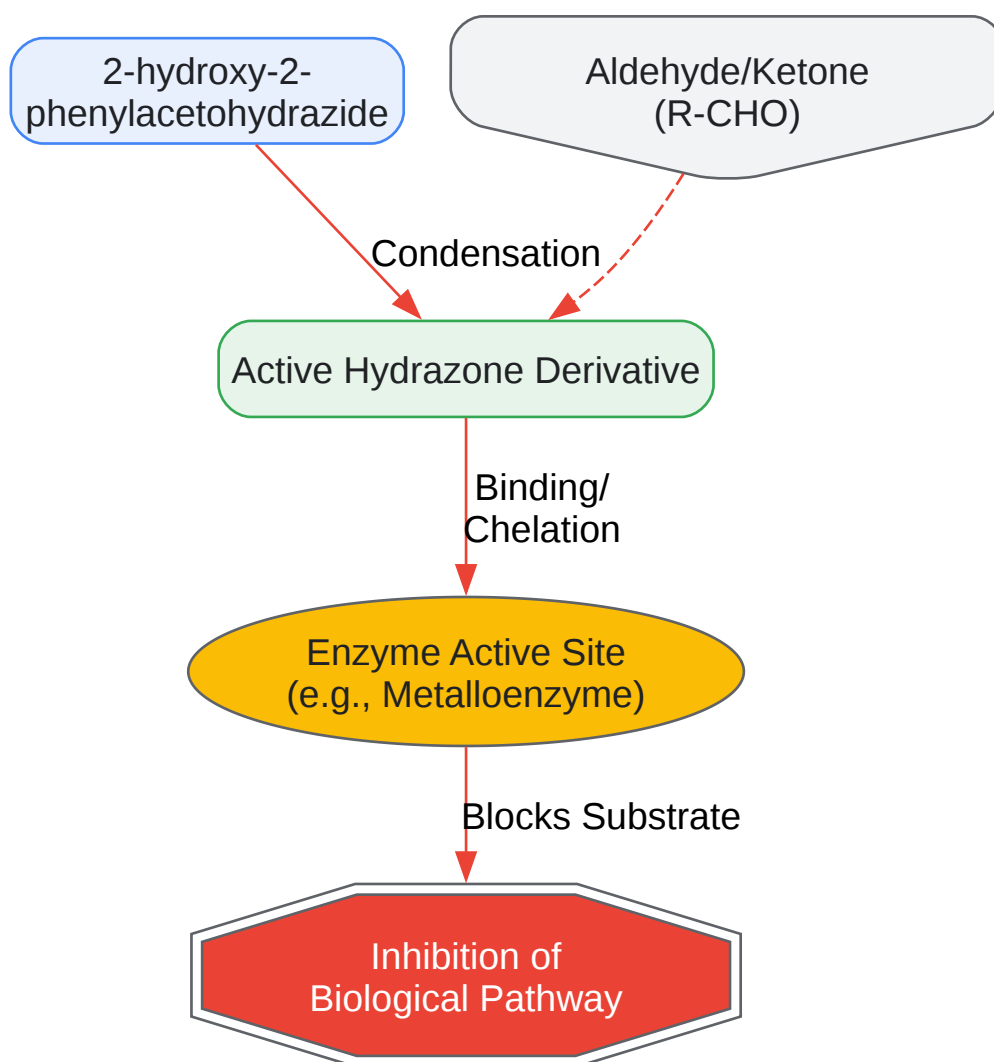 2-hydroxy-2-
phenylacetohydrazide
Aldehyde/Ketone
(R-CHO)
Condensation
Active Hydrazone Derivative
Binding/
Chelation
Enzyme Active Site
(e.g., Metalloenzyme)
Blocks Substrate
Inhibition of
Biological Pathway